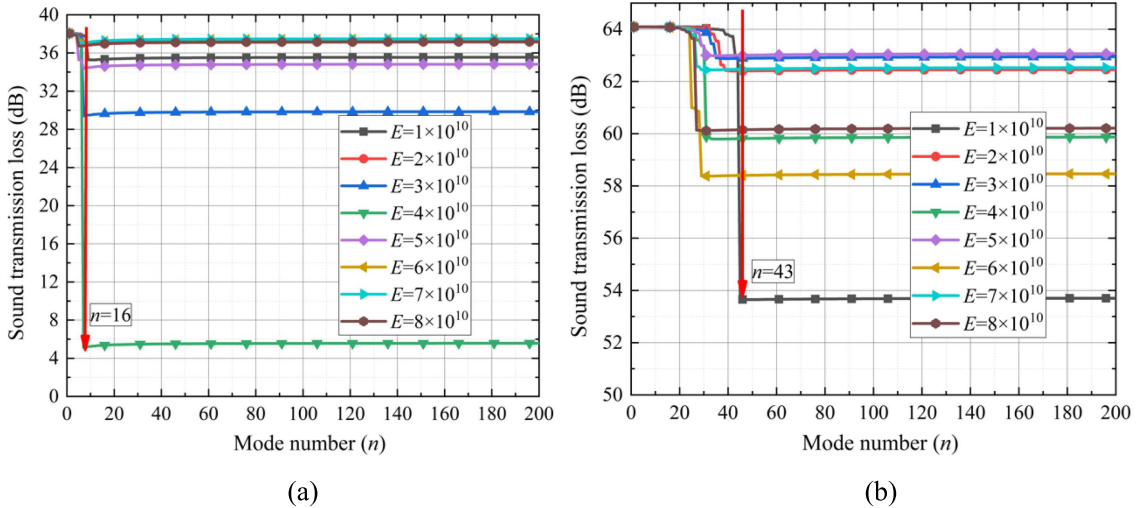 40
36
32
28
24
20
16
12
8
4
0
Sound transmission loss (dB)
n=16
E=1×10^10
E=2×10^10
E=3×10^10
E=4×10^10
E=5×10^10
E=6×10^10
E=7×10^10
E=8×10^10
0 20 40 60 80 100 120 140 160 180 200
Mode number (n)
(a)
64
62
60
58
56
54
52
50
Sound transmission loss (dB)
n=43
E=1×10^10
E=2×10^10
E=3×10^10
E=4×10^10
E=5×10^10
E=6×10^10
E=7×10^10
E=8×10^10
0 20 40 60 80 100 120 140 160 180 200
Mode number (n)
(b)